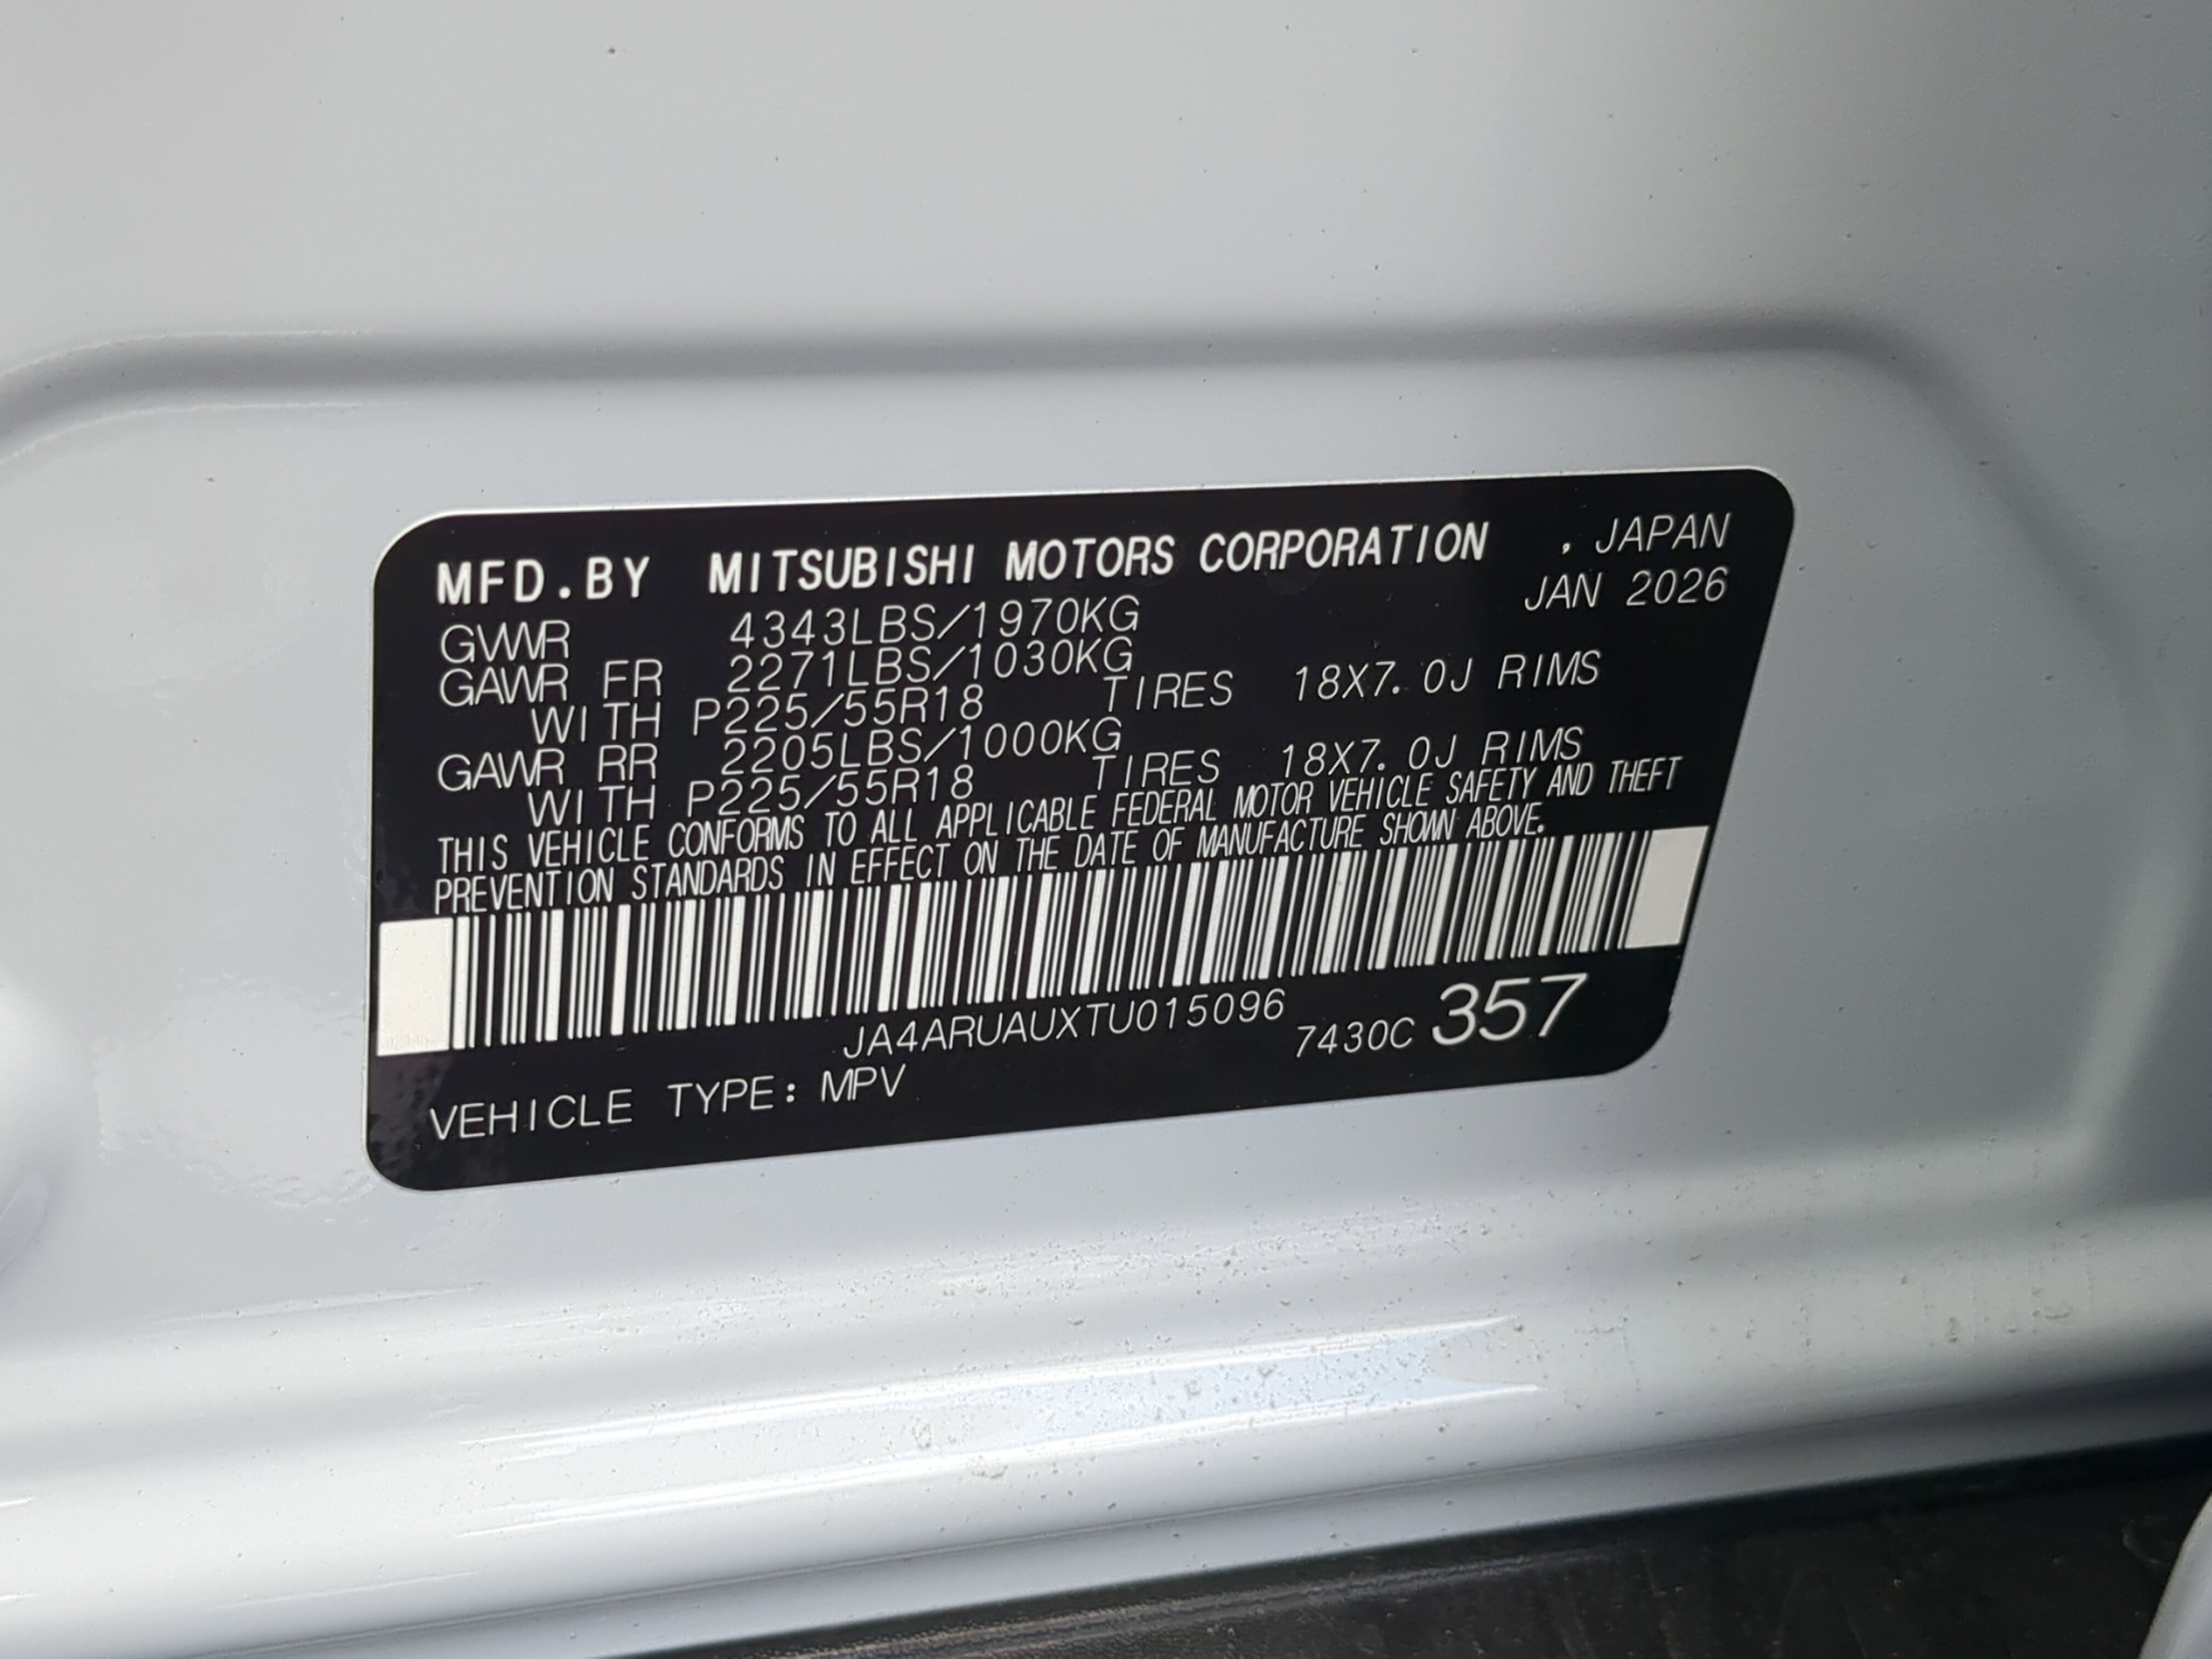 MFD.BY MITSUBISHI MOTORS CORPORATION , JAPAN
JAN 2026
GVWR 4343LBS/1970KG
GAWR FR 2271LBS/1030KG
WITH P225/55R18 TIRES 18X7.0J RIMS
GAWR RR 2205LBS/1000KG
WITH P225/55R18 TIRES 18X7.0J RIMS
THIS VEHICLE CONFORMS TO ALL APPLICABLE FEDERAL MOTOR VEHICLE SAFETY AND THEFT
PREVENTION STANDARDS IN EFFECT ON THE DATE OF MANUFACTURE SHOWN ABOVE.
JA4ARUAUXTU015096 7430C 357
VEHICLE TYPE: MPV